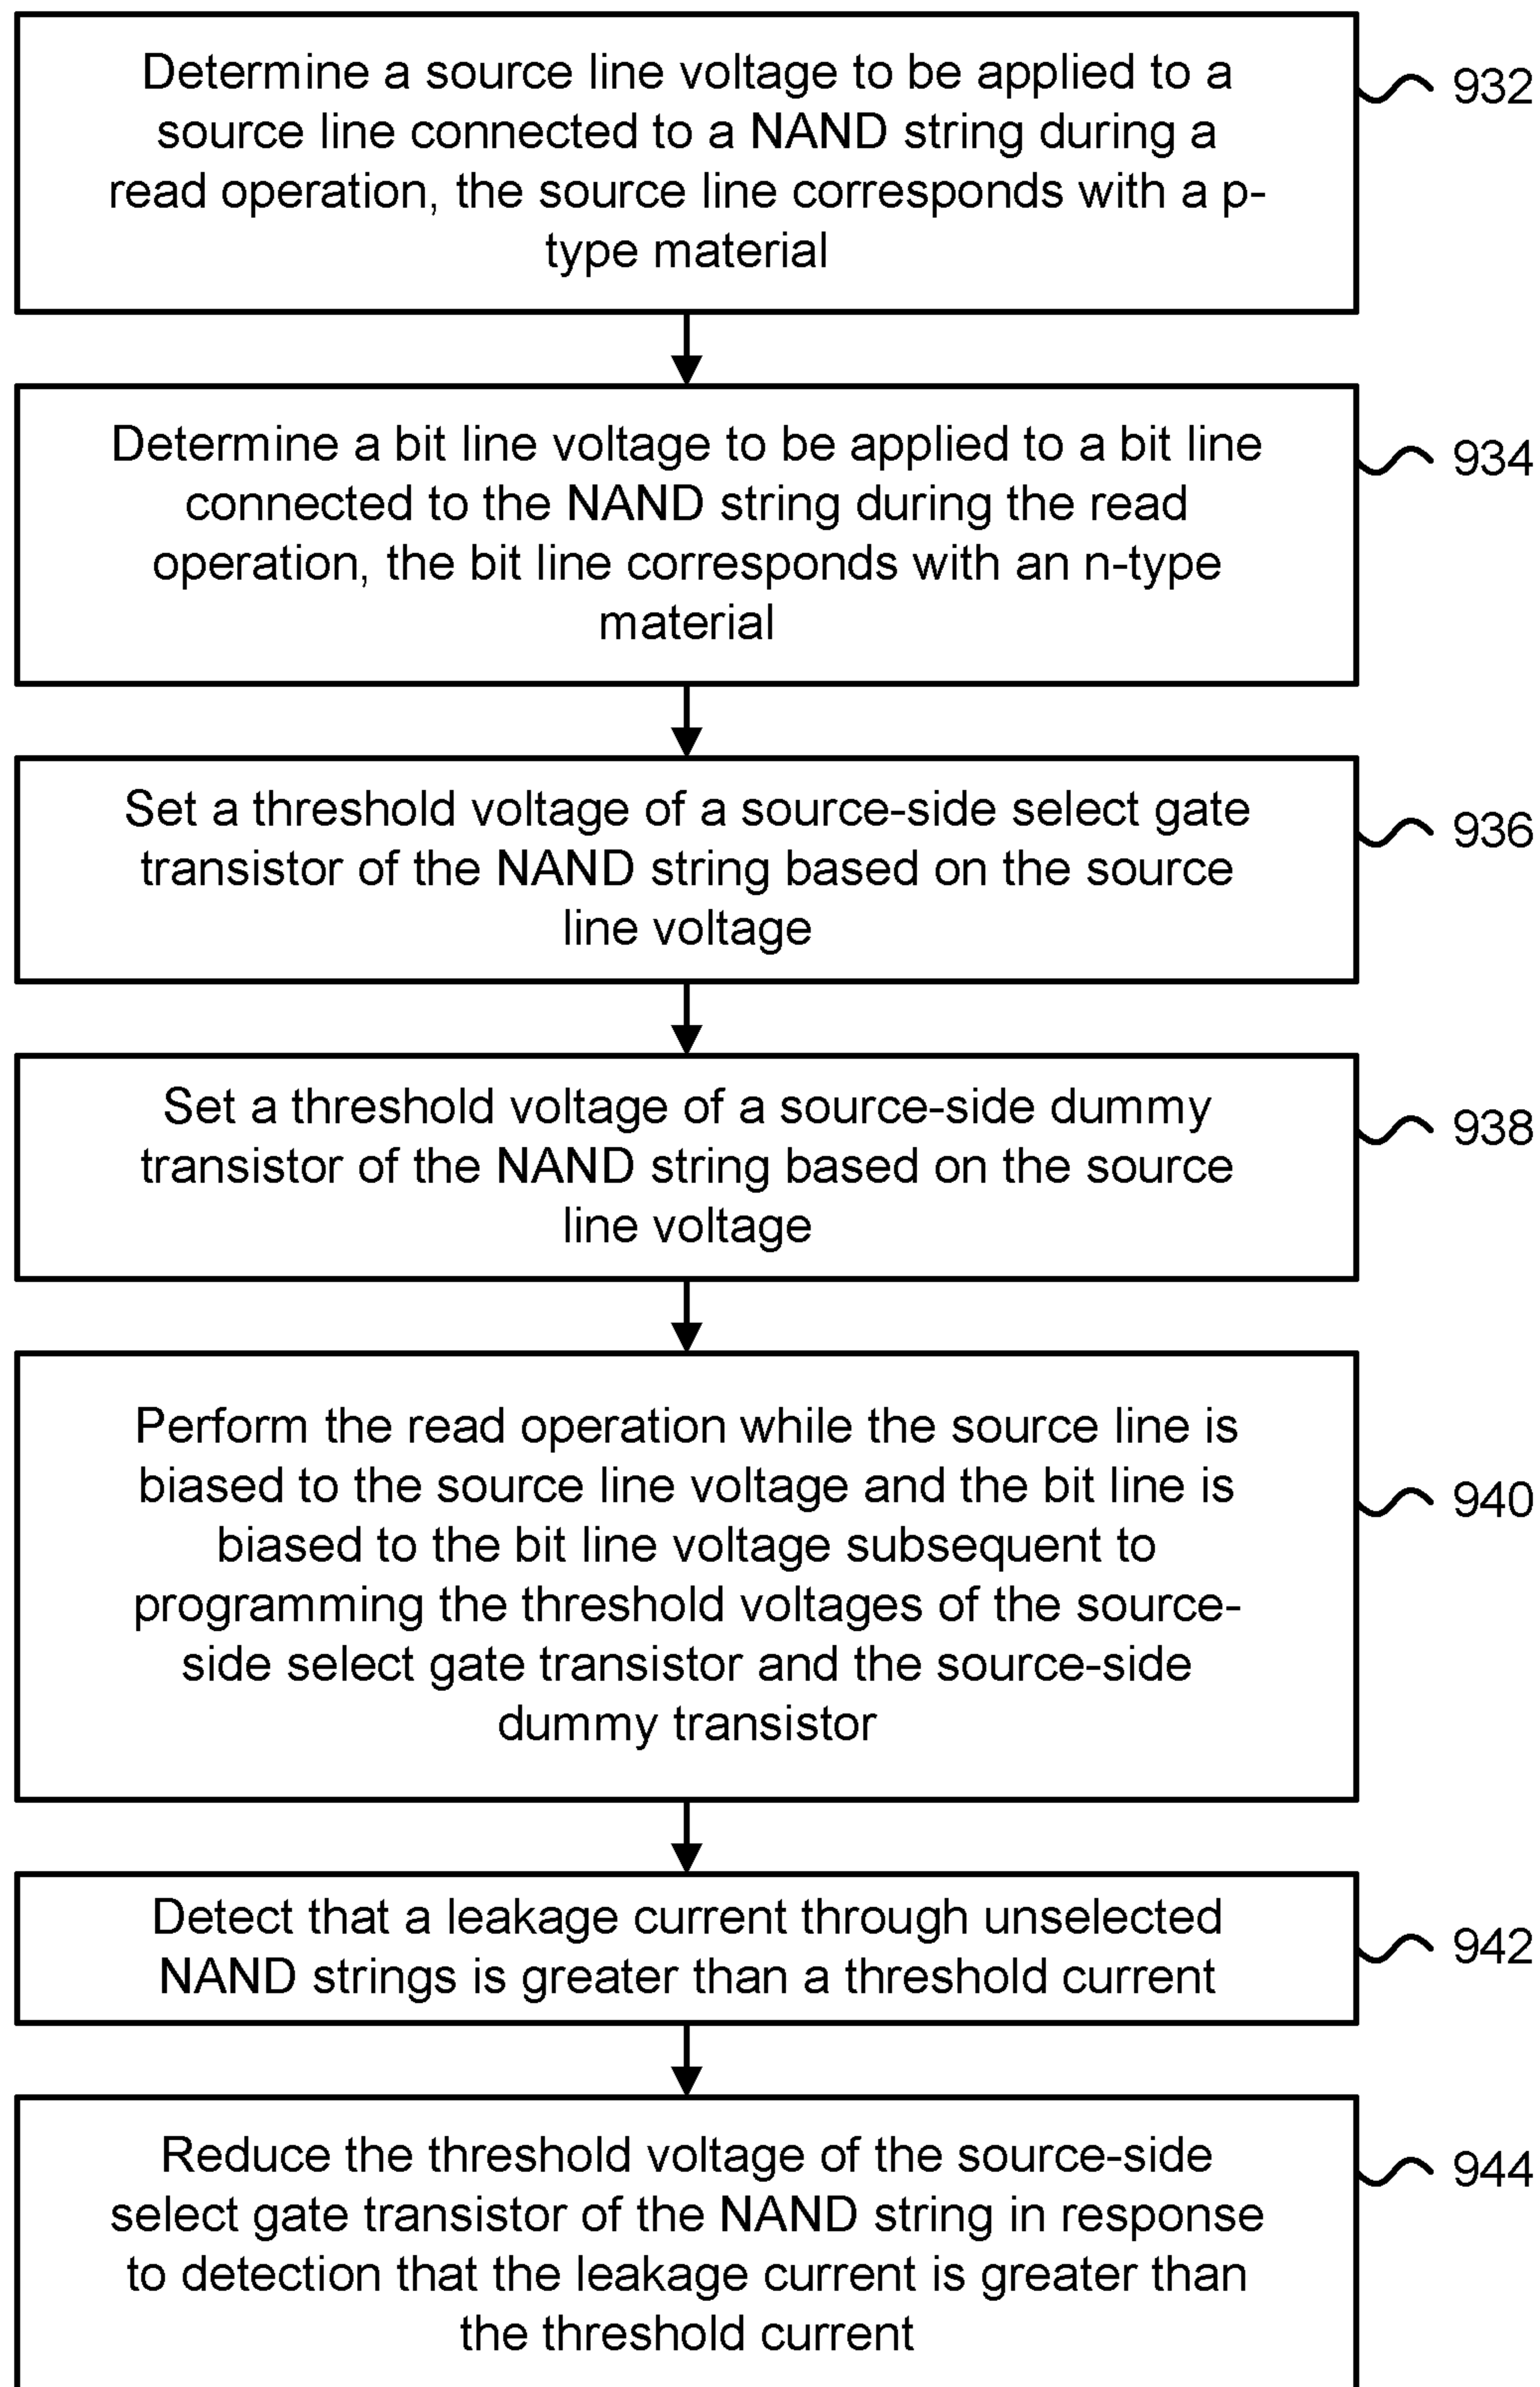 Determine a source line voltage to be applied to a
source line connected to a NAND string during a
read operation, the source line corresponds with a p-
type material
932
Determine a bit line voltage to be applied to a bit line
connected to the NAND string during the read
operation, the bit line corresponds with an n-type
material
934
Set a threshold voltage of a source-side select gate
transistor of the NAND string based on the source
line voltage
936
Set a threshold voltage of a source-side dummy
transistor of the NAND string based on the source
line voltage
938
Perform the read operation while the source line is
biased to the source line voltage and the bit line is
biased to the bit line voltage subsequent to
programming the threshold voltages of the source-
side select gate transistor and the source-side
dummy transistor
940
Detect that a leakage current through unselected
NAND strings is greater than a threshold current
942
Reduce the threshold voltage of the source-side
select gate transistor of the NAND string in response
to detection that the leakage current is greater than
the threshold current
944